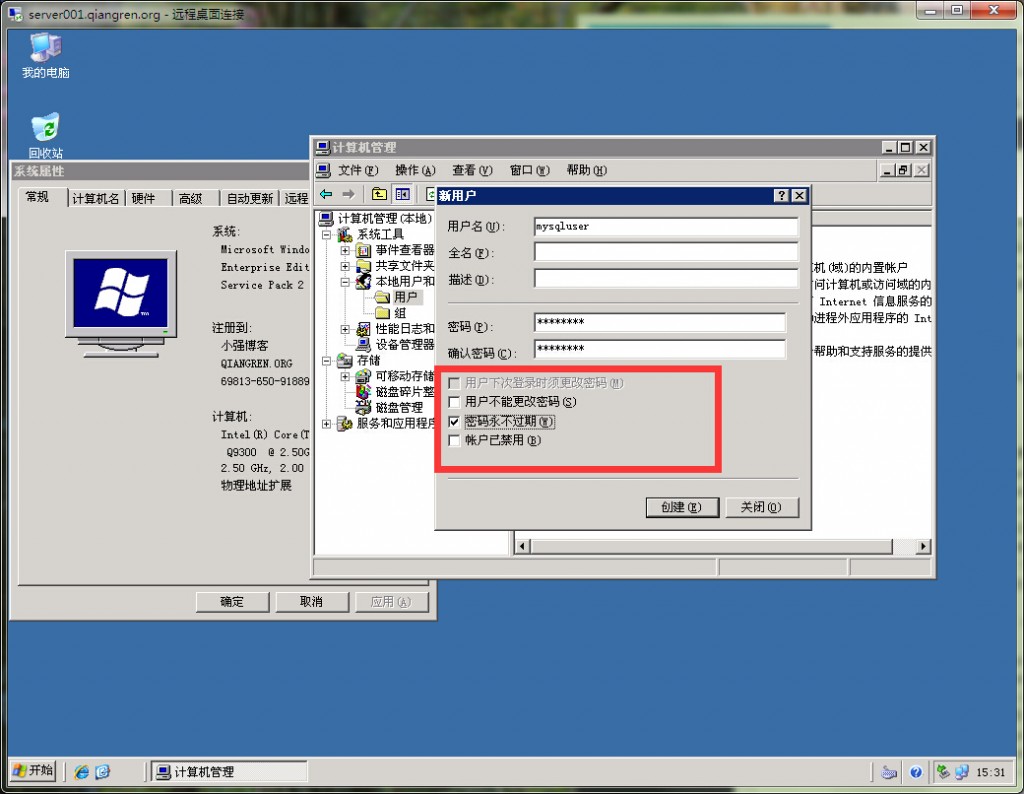 server001.qiangren.org - 远程桌面连接
我的电脑
回收站
系统属性
常规 计算机名 硬件 高级 自动更新 远程
系统:
Microsoft Windo
Enterprise Edit
Service Pack 2
注册到:
小强博客
QIANGREN.ORG
69813-650-91889
计算机:
Intel(R) Core(T
Q9300 @ 2.50G
2.50 GHz, 2.00
物理地址扩展
确定 取消 应用(A)
计算机管理
文件(F) 操作(A) 查看(V) 窗口(W) 帮助(H)
计算机管理(本地)
系统工具
事件查看器
共享文件夹
本地用户和
用户
组
性能日志和
设备管理器
存储
可移动存储
磁盘碎片整
磁盘管理
服务和应用程序
机(域)的内置帐户
问计算机或访问域的内
Internet 信息服务的
进程外应用程序的 Int
帮助和支持服务的提供
新用户
用户名(U): mysqluser
全名(F):
描述(D):
密码(P): ********
确认密码(C): ********
用户下次登录时须更改密码(M)
用户不能更改密码(S)
密码永不过期(W)
帐户已禁用(B)
创建(E) 关闭(O)
开始 计算机管理 15:31